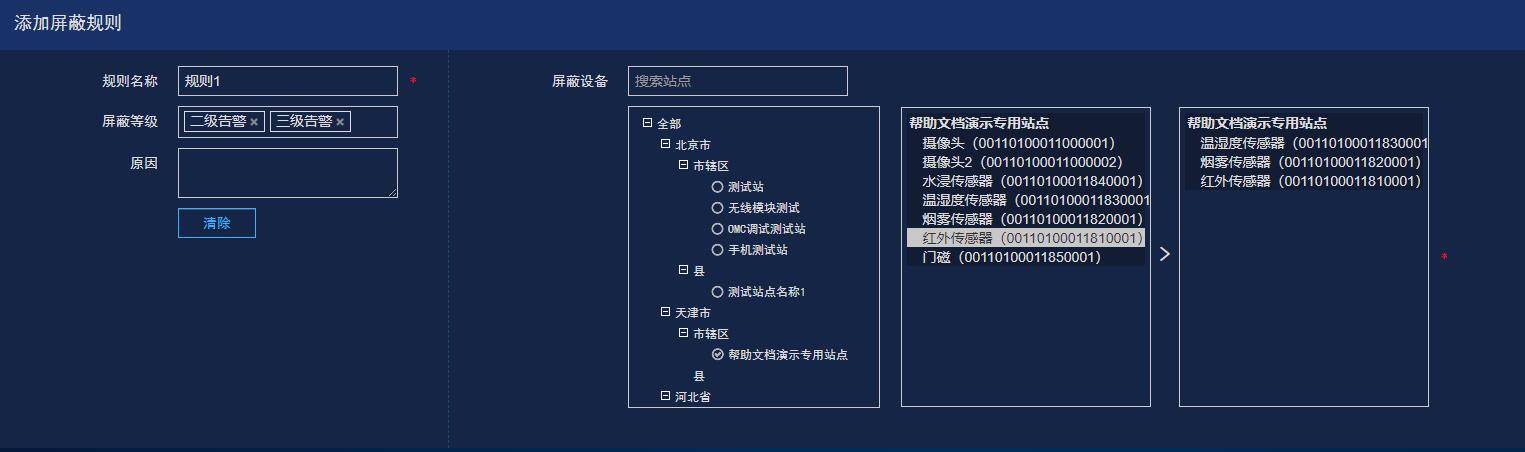 添加屏蔽规则
规则名称
规则1
*
屏蔽等级
二级告警 ×
三级告警 ×
原因
清除
屏蔽设备
搜索站点
全部
北京市
市辖区
测试站
无线模块测试
OMC调试测试站
手机测试站
县
测试站点名称1
天津市
市辖区
帮助文档演示专用站点
县
河北省
帮助文档演示专用站点
摄像头（00110100011000001）
摄像头2（00110100011000002）
水浸传感器（00110100011840001）
温湿度传感器（00110100011830001
烟雾传感器（00110100011820001）
红外传感器（00110100011810001）
门磁（00110100011850001）
>
帮助文档演示专用站点
温湿度传感器（00110100011830001
烟雾传感器（00110100011820001）
红外传感器（00110100011810001）
*